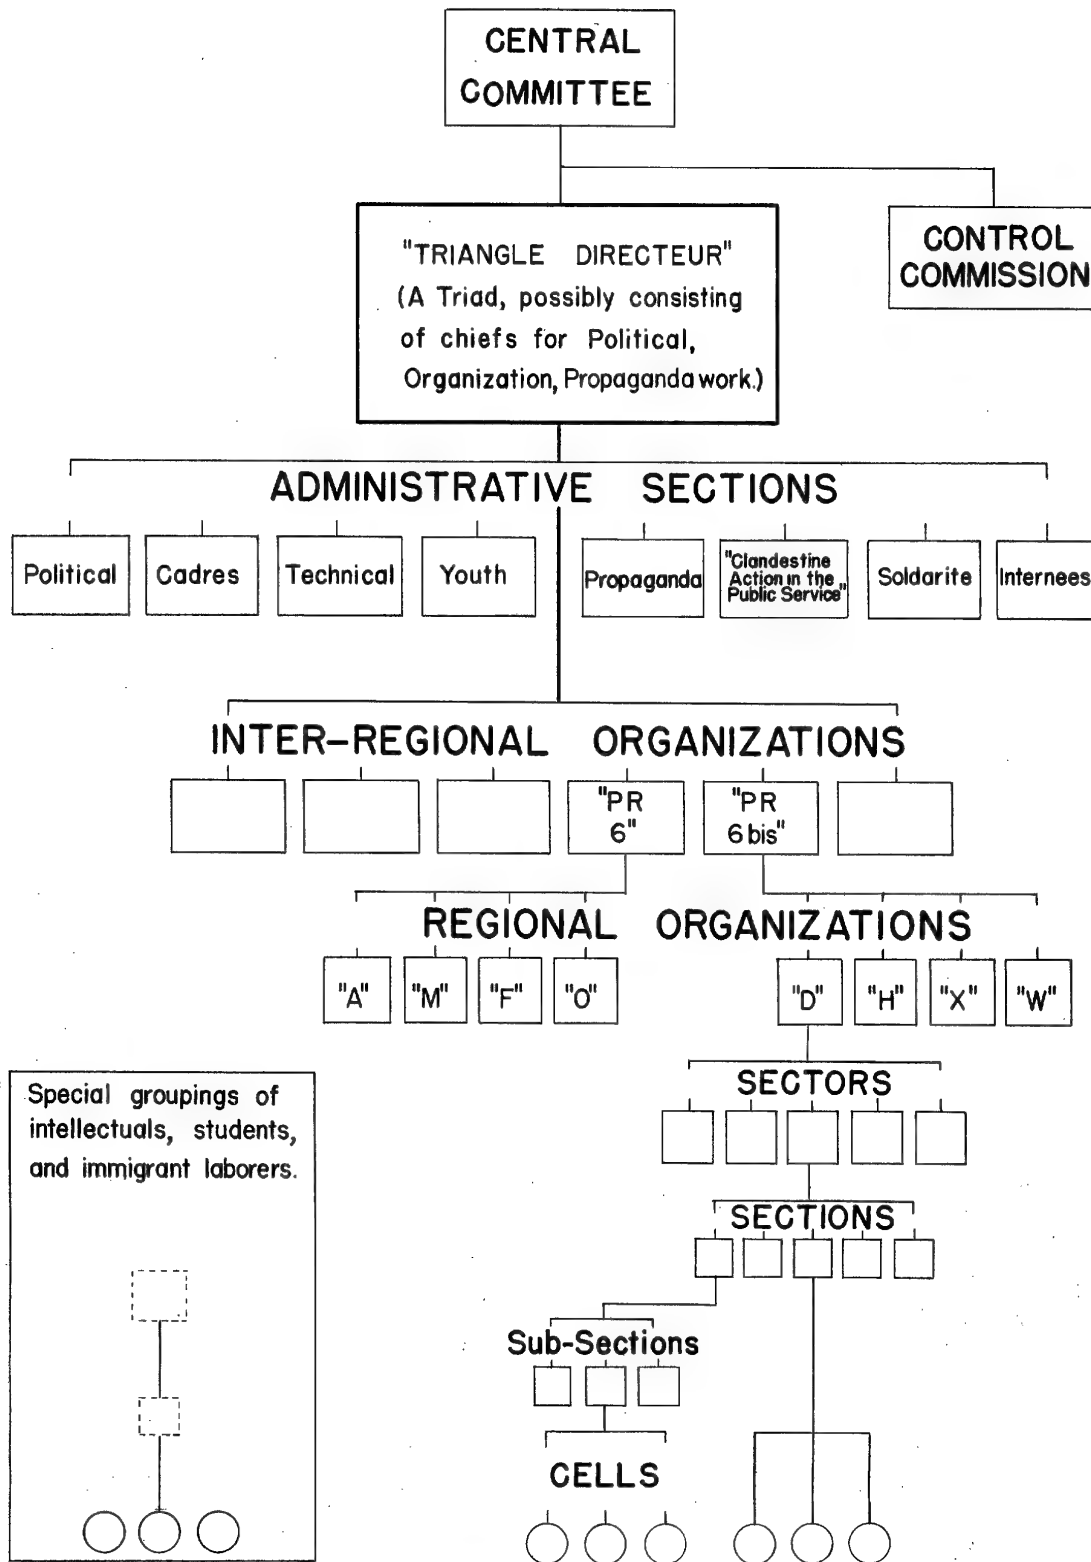 CENTRAL
COMMITTEE
"TRIANGLE DIRECTEUR"
(A Triad, possibly consisting
of chiefs for Political,
Organization, Propaganda work.)
CONTROL
COMMISSION
ADMINISTRATIVE SECTIONS
Political
Cadres
Technical
Youth
Propaganda
"Clandestine
Action in the
Public Service"
Soldarite
Internees
INTER-REGIONAL ORGANIZATIONS
"PR
6"
"PR
6 bis"
REGIONAL ORGANIZATIONS
"A"
"M"
"F"
"O"
"D"
"H"
"X"
"W"
SECTORS
SECTIONS
Sub-Sections
CELLS
Special groupings of
intellectuals, students,
and immigrant laborers.